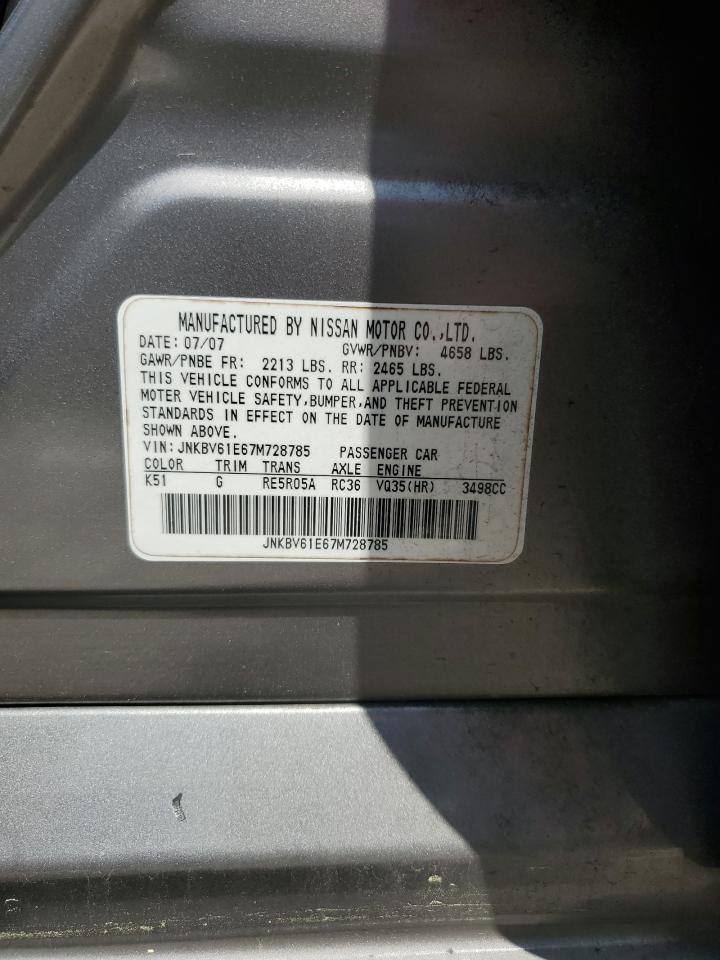 MANUFACTURED BY NISSAN MOTOR CO.,LTD.
DATE: 07/07 GVWR/PNBV: 4658 LBS.
GAWR/PNBE FR: 2213 LBS. RR: 2465 LBS.
THIS VEHICLE CONFORMS TO ALL APPLICABLE FEDERAL
MOTER VEHICLE SAFETY,BUMPER,AND THEFT PREVENTION
STANDARDS IN EFFECT ON THE DATE OF MANUFACTURE
SHOWN ABOVE.
VIN: JNKBV61E67M728785 PASSENGER CAR
COLOR TRIM TRANS AXLE ENGINE
K51 G RE5R05A RC36 VQ35(HR) 3498CC
JNKBV61E67M728785